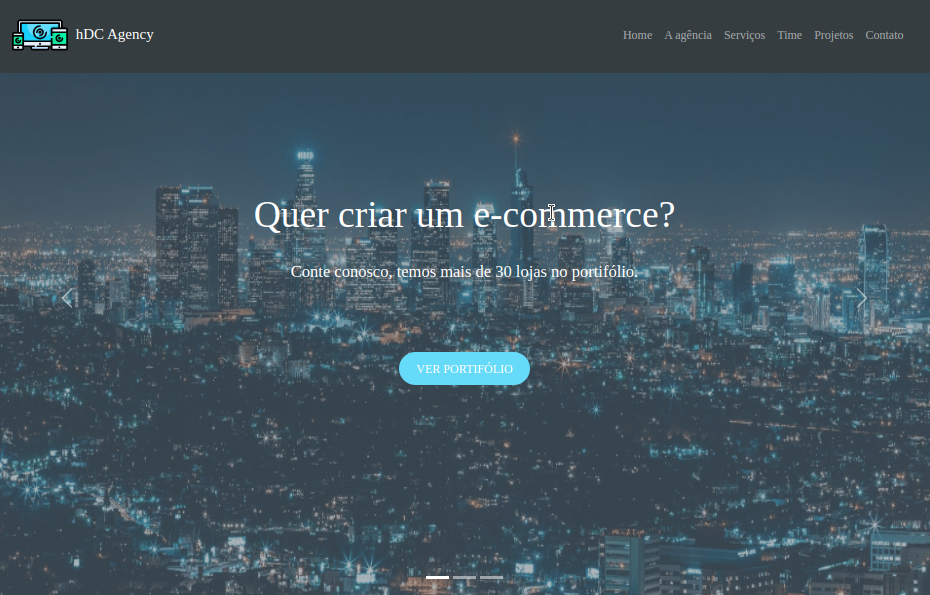 hDC Agency
Home A agência Serviços Time Projetos Contato
Quer criar um e-commerce?
Conte conosco, temos mais de 30 lojas no portifólio.
VER PORTIFÓLIO